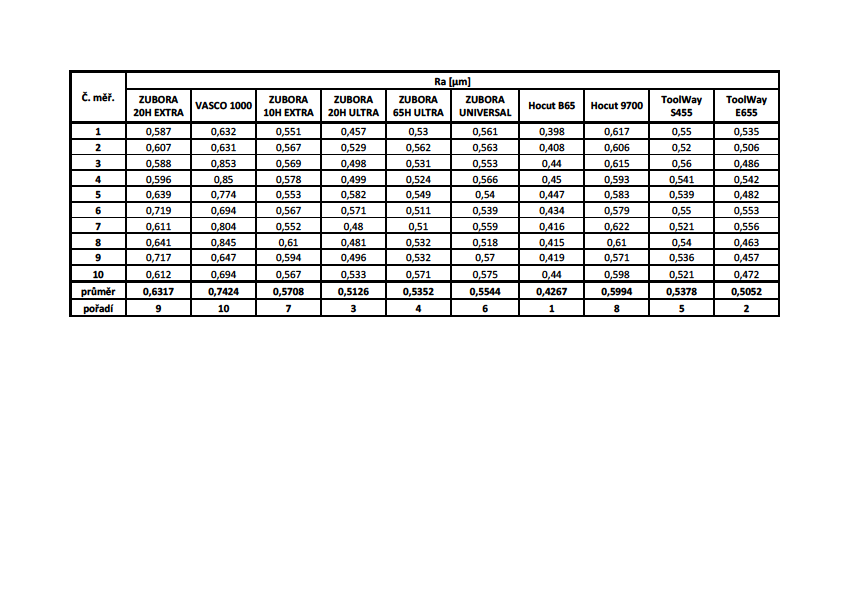 Ra [µm]
Č. měř. ZUBORA 20H EXTRA VASCO 1000 ZUBORA 10H EXTRA ZUBORA 20H ULTRA ZUBORA 65H ULTRA ZUBORA UNIVERSAL Hocut B65 Hocut 9700 ToolWay S455 ToolWay E655
1 0,587 0,632 0,551 0,457 0,53 0,561 0,398 0,617 0,55 0,535
2 0,607 0,631 0,567 0,529 0,562 0,563 0,408 0,606 0,52 0,506
3 0,588 0,853 0,569 0,498 0,531 0,553 0,44 0,615 0,56 0,486
4 0,596 0,85 0,578 0,499 0,524 0,566 0,45 0,593 0,541 0,542
5 0,639 0,774 0,553 0,582 0,549 0,54 0,447 0,583 0,539 0,482
6 0,719 0,694 0,567 0,571 0,511 0,539 0,434 0,579 0,55 0,553
7 0,611 0,804 0,552 0,48 0,51 0,559 0,416 0,622 0,521 0,556
8 0,641 0,845 0,61 0,481 0,532 0,518 0,415 0,61 0,54 0,463
9 0,717 0,647 0,594 0,496 0,532 0,57 0,419 0,571 0,536 0,457
10 0,612 0,694 0,567 0,533 0,571 0,575 0,44 0,598 0,521 0,472
průměr 0,6317 0,7424 0,5708 0,5126 0,5352 0,5544 0,4267 0,5994 0,5378 0,5052
pořadí 9 10 7 3 4 6 1 8 5 2